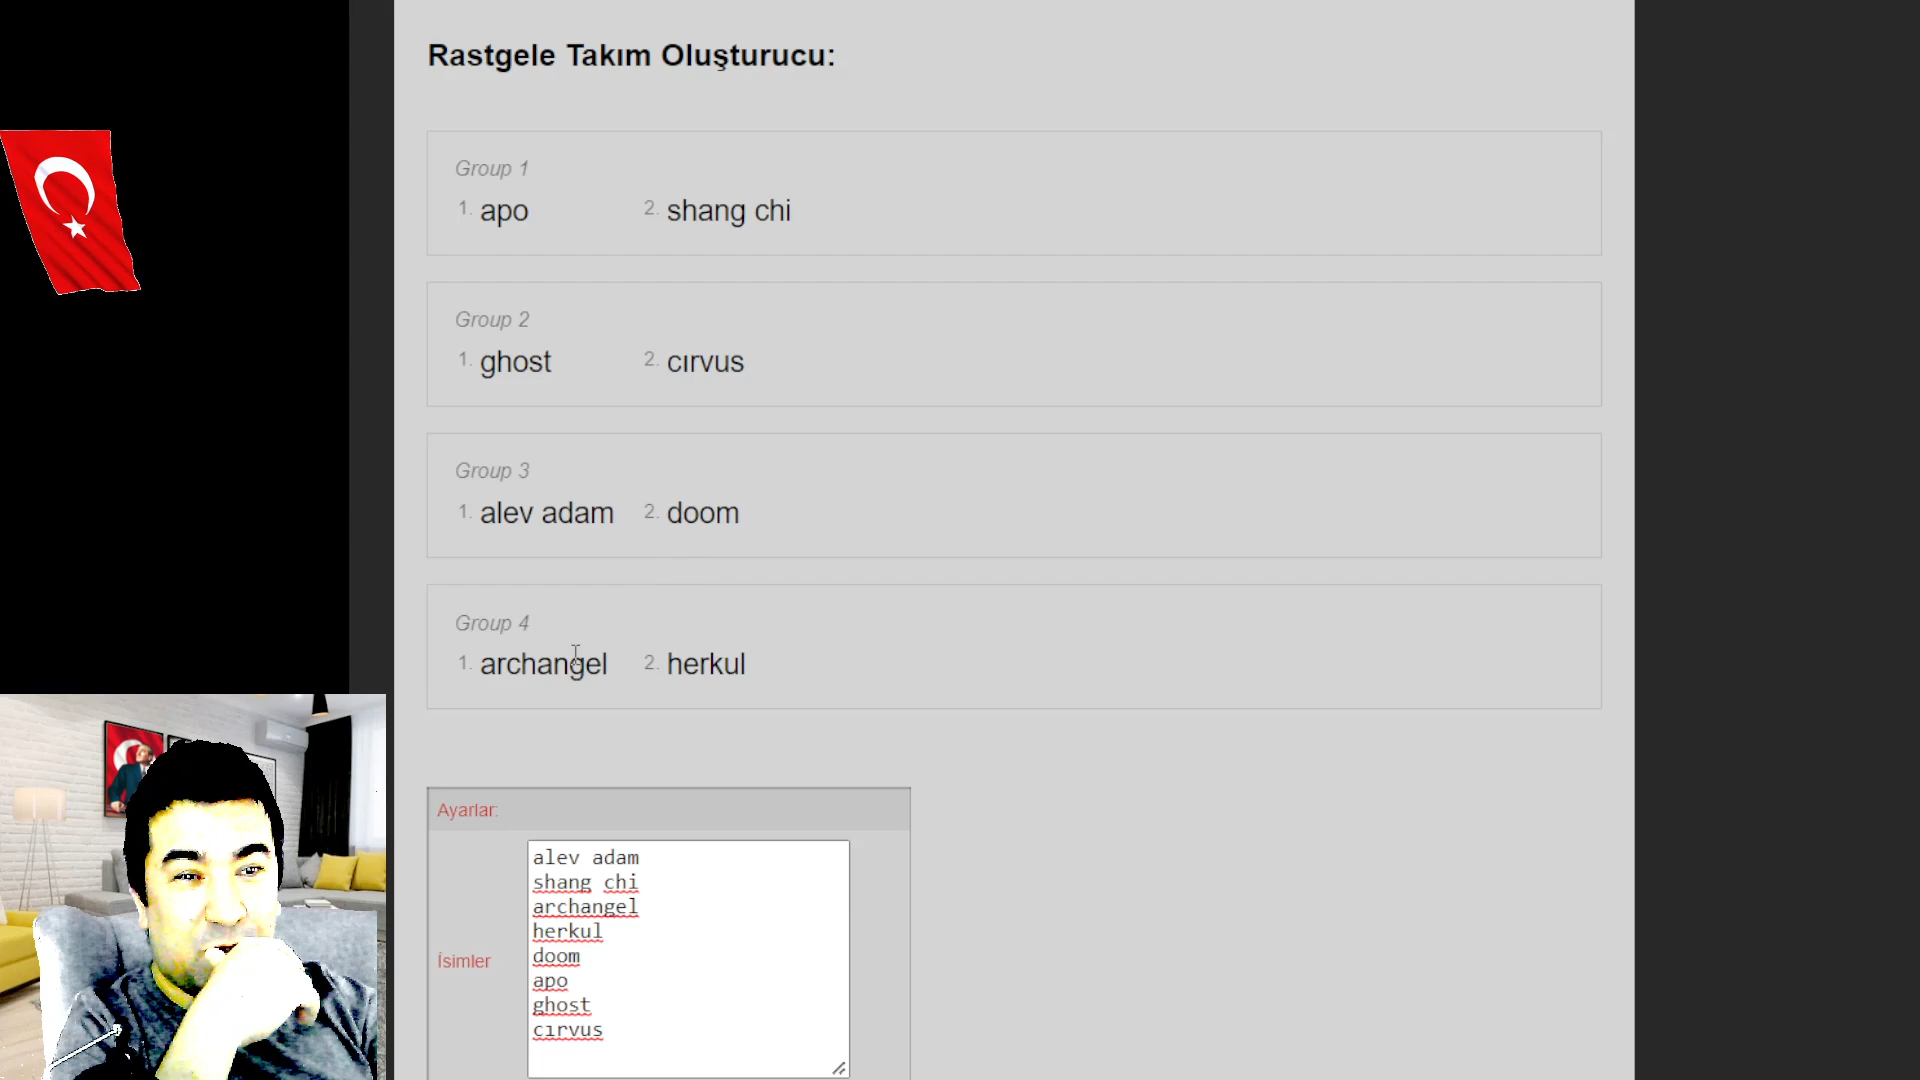 Rastgele Takım Oluşturucu:
Group 1
1. apo 2. shang chi
Group 2
1. ghost 2. cırvus
Group 3
1. alev adam 2. doom
Group 4
1. archangel 2. herkul
Ayarlar:
İsimler
alev adam
shang chi
archangel
herkul
doom
apo
ghost
cırvus